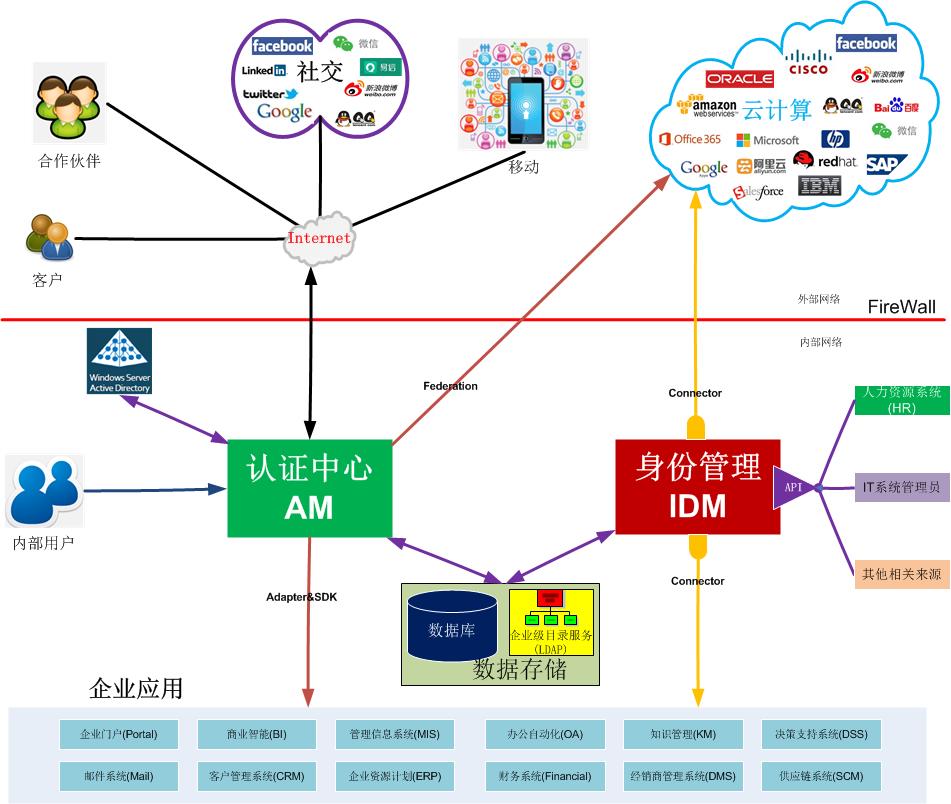 facebook
微信
LinkedIn
社交
易信
twitter
新浪微博
weibo.com
Google
QQ
合作伙伴
移动
客户
Internet
facebook
CISCO
ORACLE
新浪微博
weibo.com
amazon
webservices
云计算
QQ
Bai百度
Office 365
Microsoft
hp
微信
Google
Apps
阿里云
aliyun.com
redhat
SAP
salesforce
IBM
外部网络
FireWall
内部网络
Windows Server
Active Directory
Federation
Connector
人力资源系统
(HR)
认证中心
AM
身份管理
IDM
API
IT系统管理员
内部用户
其他相关来源
Connector
Adapter&SDK
数据库
企业级目录服务
(LDAP)
数据存储
企业应用
企业门户(Portal)
商业智能(BI)
管理信息系统(MIS)
办公自动化(OA)
知识管理(KM)
决策支持系统(DSS)
邮件系统(Mail)
客户管理系统(CRM)
企业资源计划(ERP)
财务系统(Financial)
经销商管理系统(DMS)
供应链系统(SCM)